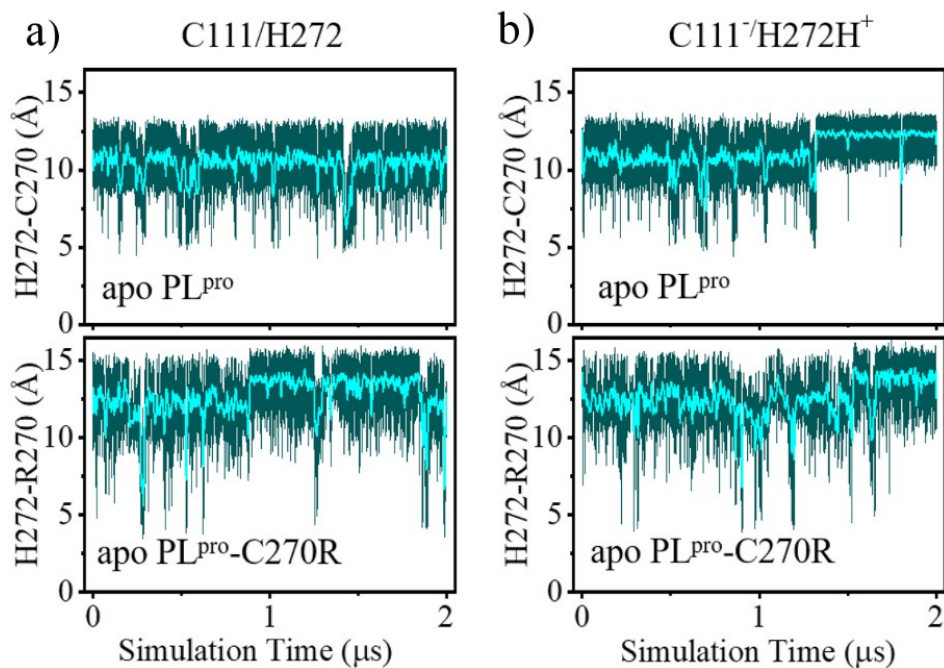 a) C111/H272
b) C111⁻/H272H⁺
H272-C270 (Å)
15
10
5
0
apo PLᵖʳᵒ
15
10
5
0
apo PLᵖʳᵒ
H272-R270 (Å)
15
10
5
0
apo PLᵖʳᵒ-C270R
0 1 2
Simulation Time (μs)
H272-C270 (Å)
H272-R270 (Å)
15
10
5
0
apo PLᵖʳᵒ-C270R
0 1 2
Simulation Time (μs)